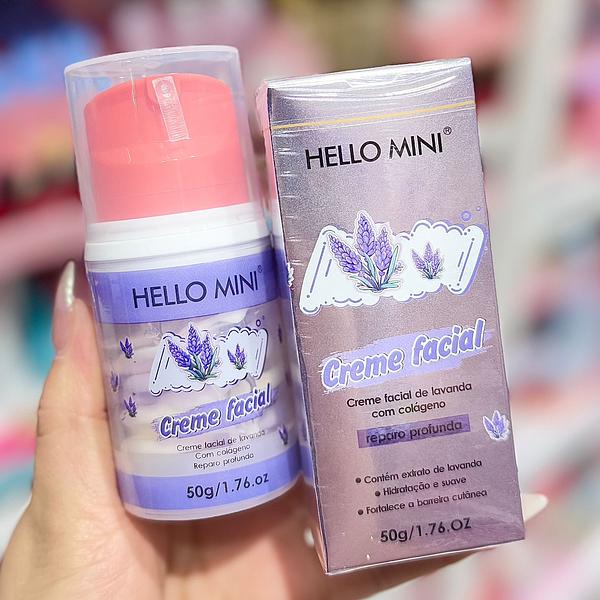 HELLO MINI®
Creme facial
Creme facial de lavanda
Com colágeno
Reparo profunda
50g/1.76.oz
HELLO MINI®
Creme facial
Creme facial de lavanda
com colágeno
reparo profunda
• Contém extrato de lavanda
• Hidratação e suave
• Fortalece a barreira cutânea
50g/1.76.OZ